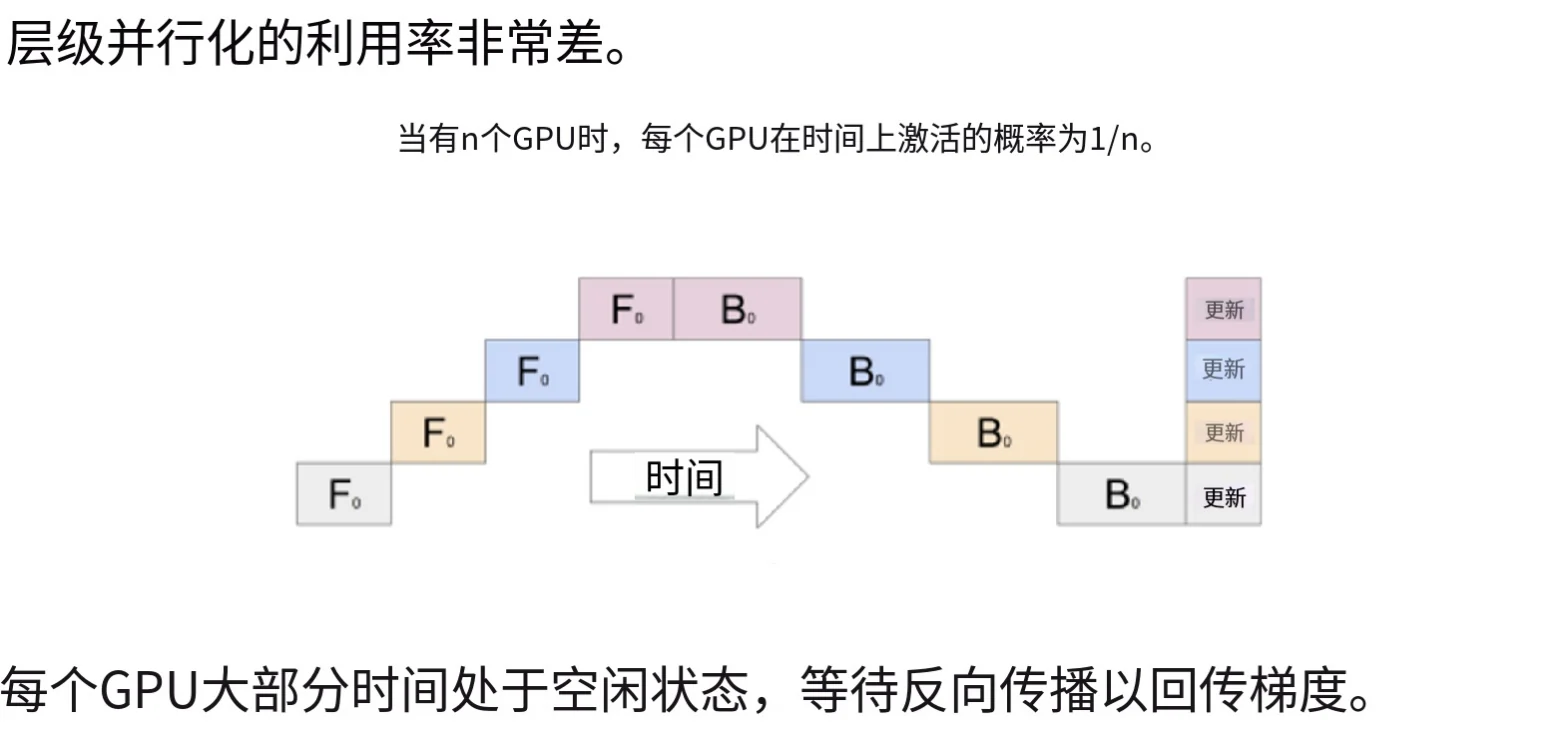 层级并行化的利用率非常差。
当有n个GPU时，每个GPU在时间上激活的概率为1/n。
F₀ B₀ 更新
F₀ B₀ 更新
F₀ B₀ 更新
时间
F₀ B₀ 更新
每个GPU大部分时间处于空闲状态，等待反向传播以回传梯度。